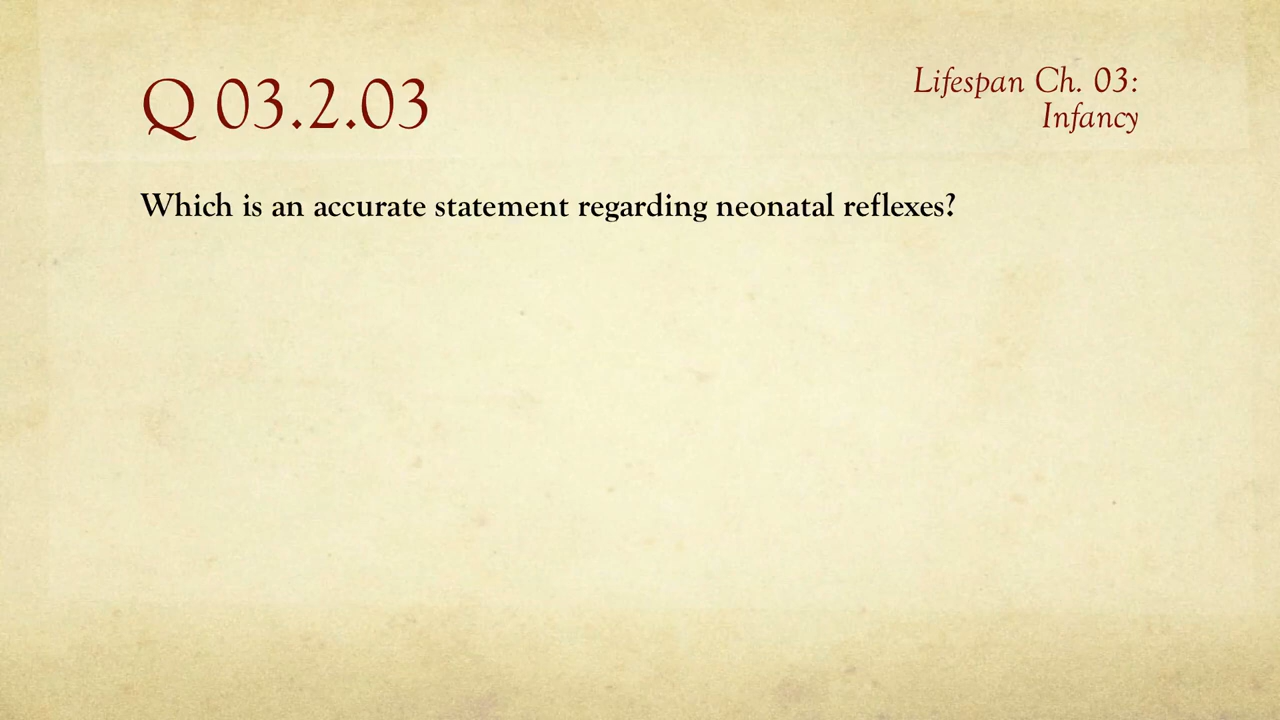 Q 03.2.03
Lifespan Ch. 03:
Infancy
Which is an accurate statement regarding neonatal reflexes?